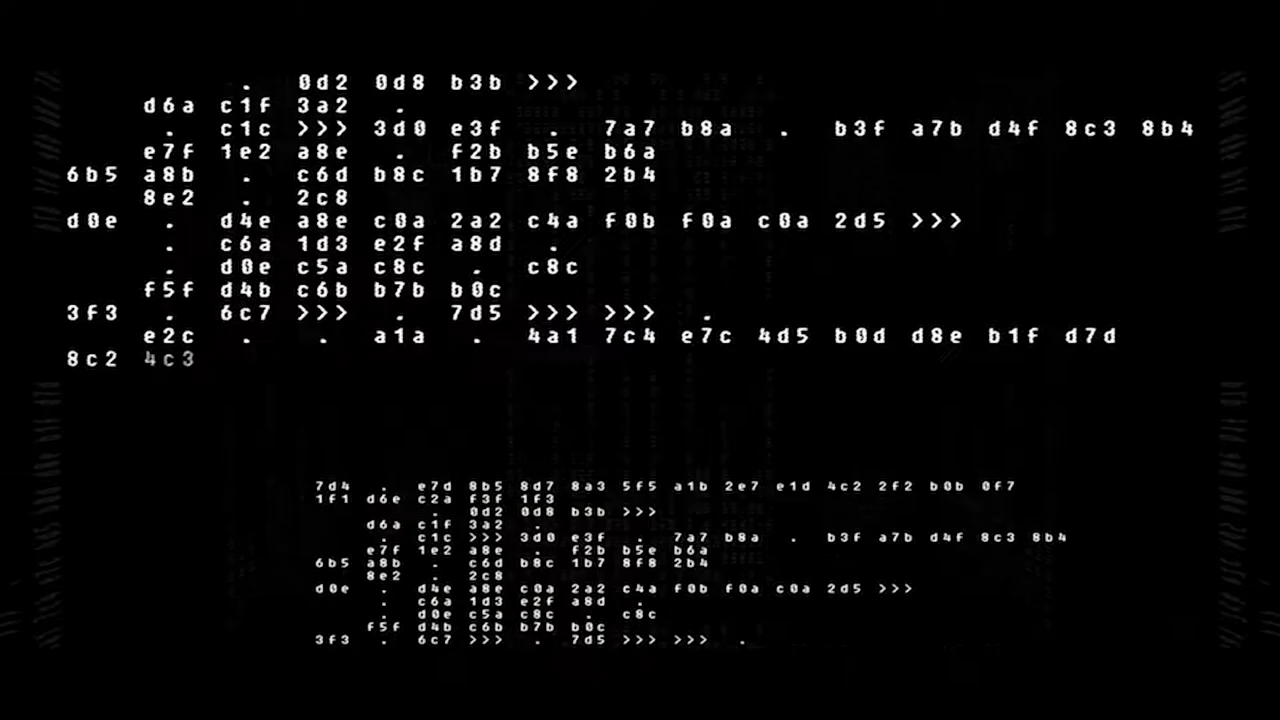 . 0d2 0d8 b3b >>>
d6a c1f 3a2 .
. c1c >>> 3d0 e3f . 7a7 b8a . b3f a7b d4f 8c3 8b4
e7f 1e2 a8e . f2b b5e b6a
6b5 a8b . c6d b8c 1b7 8f8 2b4
8e2 . 2c8
d0e . d4e a8e c0a 2a2 c4a f0b f0a c0a 2d5 >>>
. c6a 1d3 e2f a8d .
. d0e c5a c8c . c8c
f5f d4b c6b b7b b0c
3f3 . 6c7 >>> . 7d5 >>> >>> .
e2c . . a1a . 4a1 7c4 e7c 4d5 b0d d8e b1f d7d
8c2 4c3
7d4 . e7d 8b5 8d7 8a3 5f5 a1b 2e7 e1d 4c2 2f2 b0b 0f7
1f1 d6e c2a f3f 1f3
. 0d2 0d8 b3b >>>
d6a c1f 3a2 .
. c1c >>> 3d0 e3f . 7a7 b8a . b3f a7b d4f 8c3 8b4
e7f 1e2 a8e . f2b b5e b6a
6b5 a8b . c6d b8c 1b7 8f8 2b4
8e2 . 2c8
d0e . d4e a8e c0a 2a2 c4a f0b f0a c0a 2d5 >>>
. c6a 1d3 e2f a8d .
. d0e c5a c8c . c8c
f5f d4b c6b b7b b0c
3f3 . 6c7 >>> . 7d5 >>> >>> .